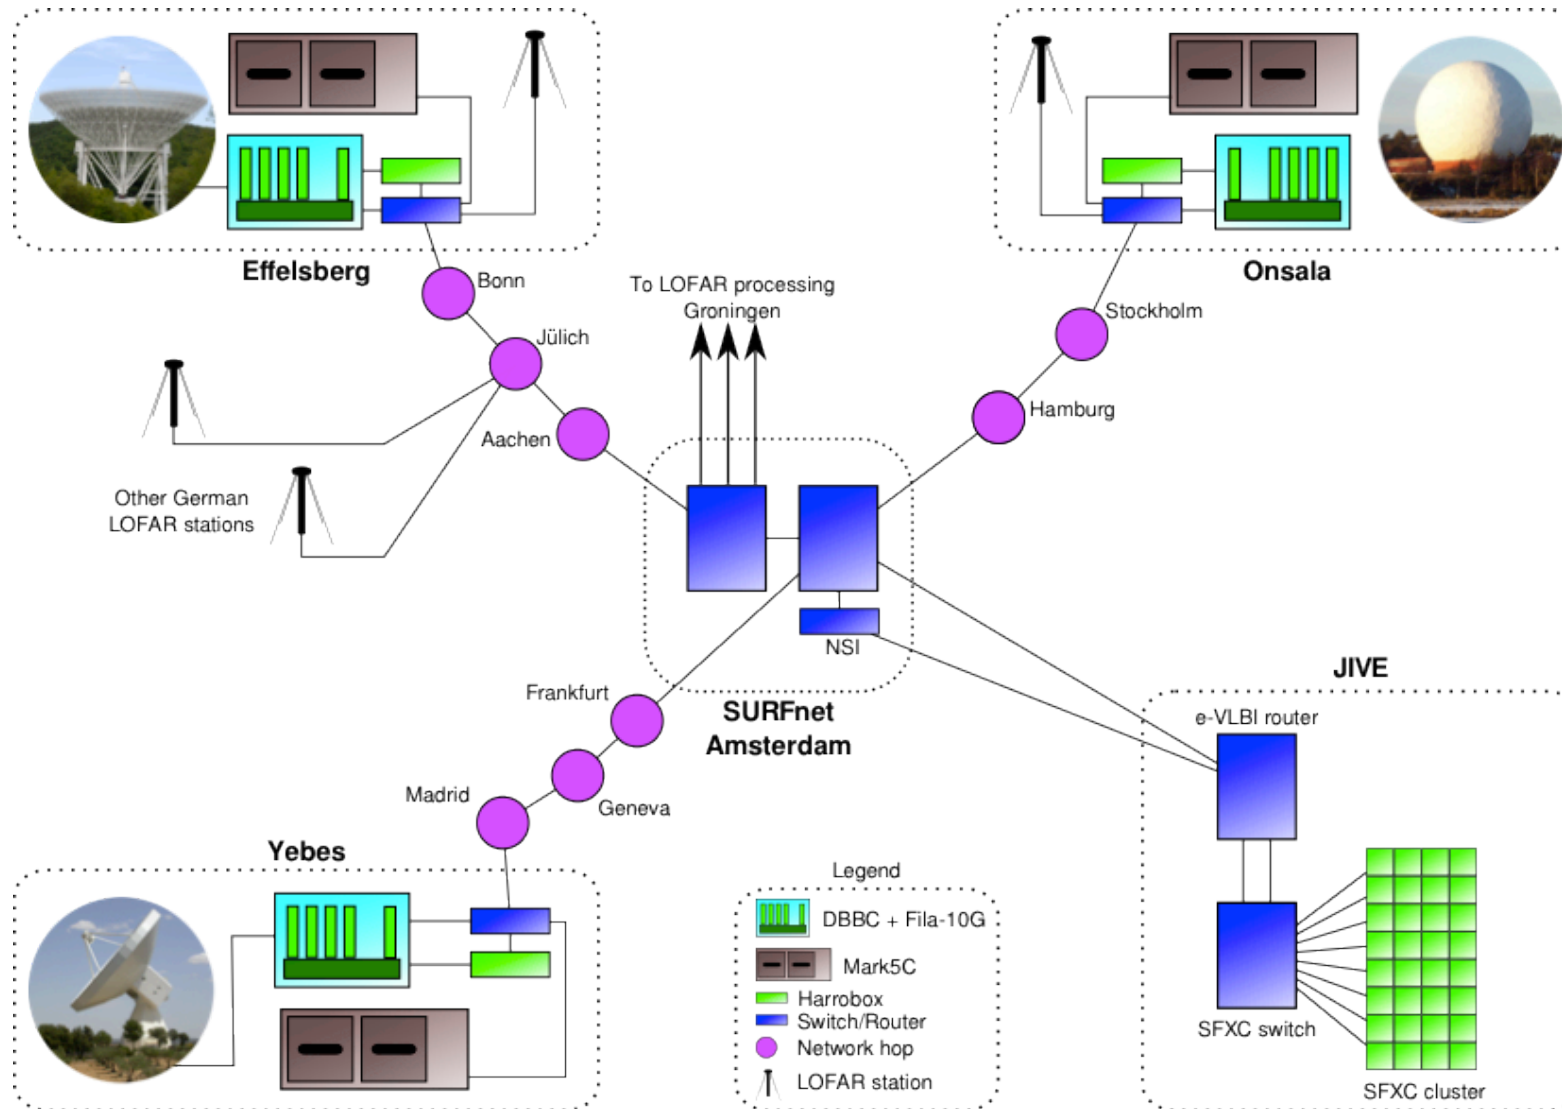 Effelsberg
Onsala
Bonn
To LOFAR processing
Groningen
Stockholm
Jülich
Hamburg
Aachen
Other German
LOFAR stations
NSI
JIVE
Frankfurt
SURFnet
Amsterdam
e-VLBI router
Madrid
Geneva
Yebes
Legend
DBBC + Fila-10G
Mark5C
Harrobox
Switch/Router
Network hop
LOFAR station
SFXC switch
SFXC cluster